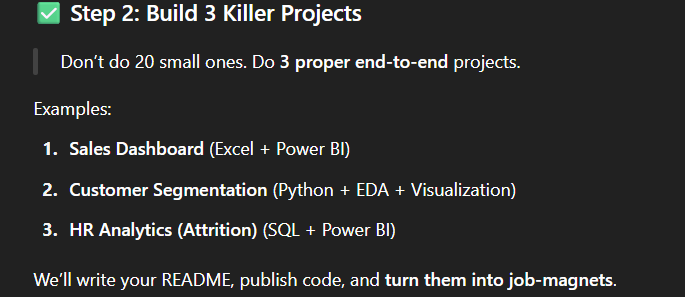 ✅ Step 2: Build 3 Killer Projects
Don’t do 20 small ones. Do 3 proper end-to-end projects.
Examples:
1. Sales Dashboard (Excel + Power BI)
2. Customer Segmentation (Python + EDA + Visualization)
3. HR Analytics (Attrition) (SQL + Power BI)
We’ll write your README, publish code, and turn them into job-magnets.